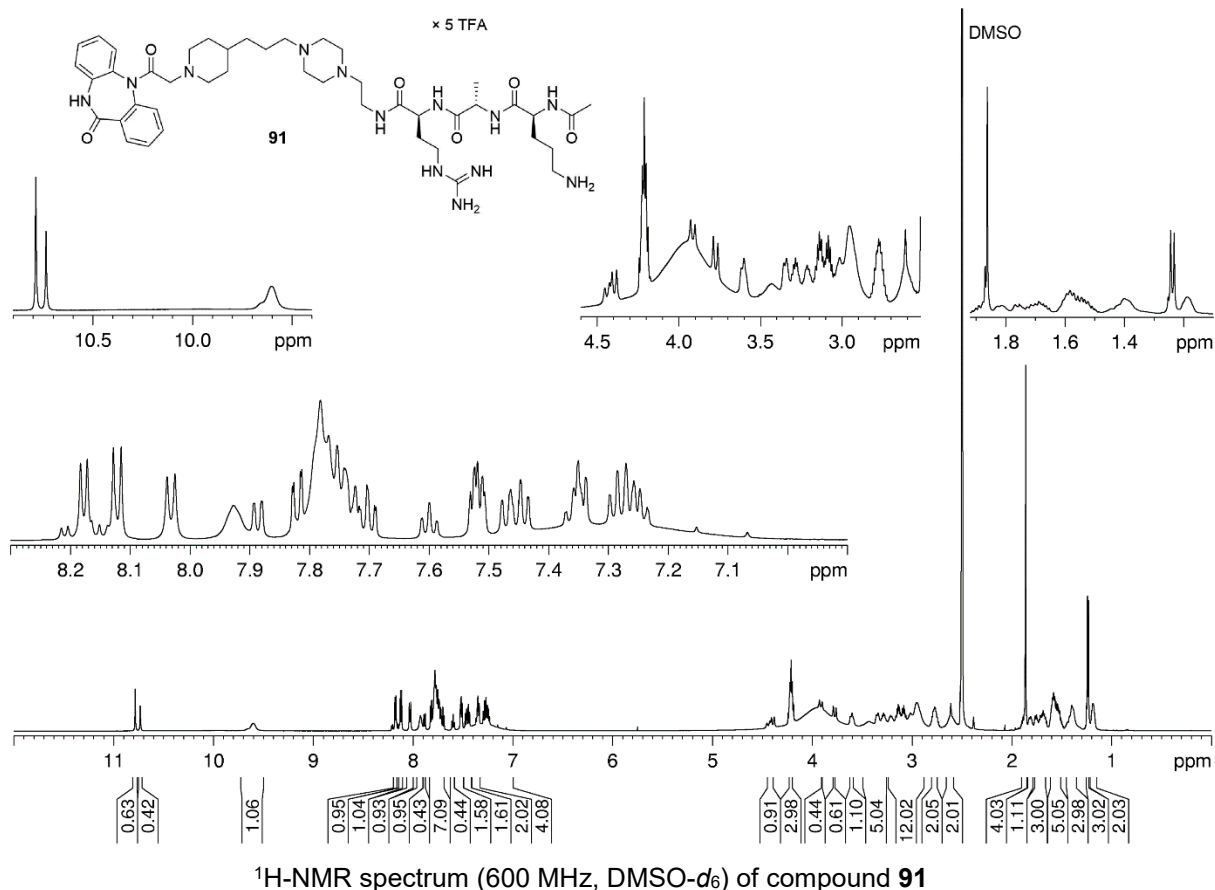 × 5 TFA
DMSO
O
N
N
N
N
HN
O
91
N
H
O
H
N
O
N
H
O
H
N
O
HN
NH
NH2
NH2
10.5 10.0 ppm
4.5 4.0 3.5 3.0 ppm
1.8 1.6 1.4 ppm
8.2 8.1 8.0 7.9 7.8 7.7 7.6 7.5 7.4 7.3 7.2 7.1 ppm
11 10 9 8 7 6 5 4 3 2 1 ppm
0.63 0.42 1.06 0.95 1.04 0.93 0.95 0.43 7.09 0.44 1.58 1.61 2.02 4.08 0.91 2.98 0.44 0.61 1.10 5.04 12.02 2.05 2.01 4.03 1.11 3.00 5.05 2.98 3.02 2.03
¹H-NMR spectrum (600 MHz, DMSO-d₆) of compound 91